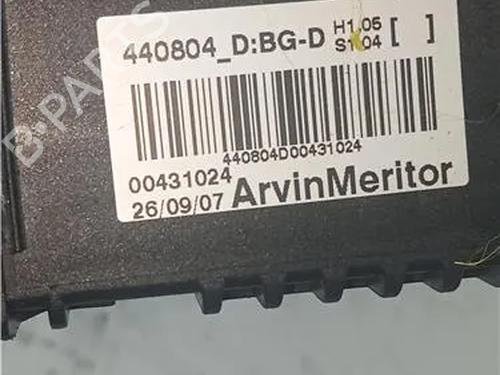 440804_D:BG-D H1.05
S1.04 [ ]
440804D00431024
00431024
26/09/07 ArvinMeritor
B-PARTS